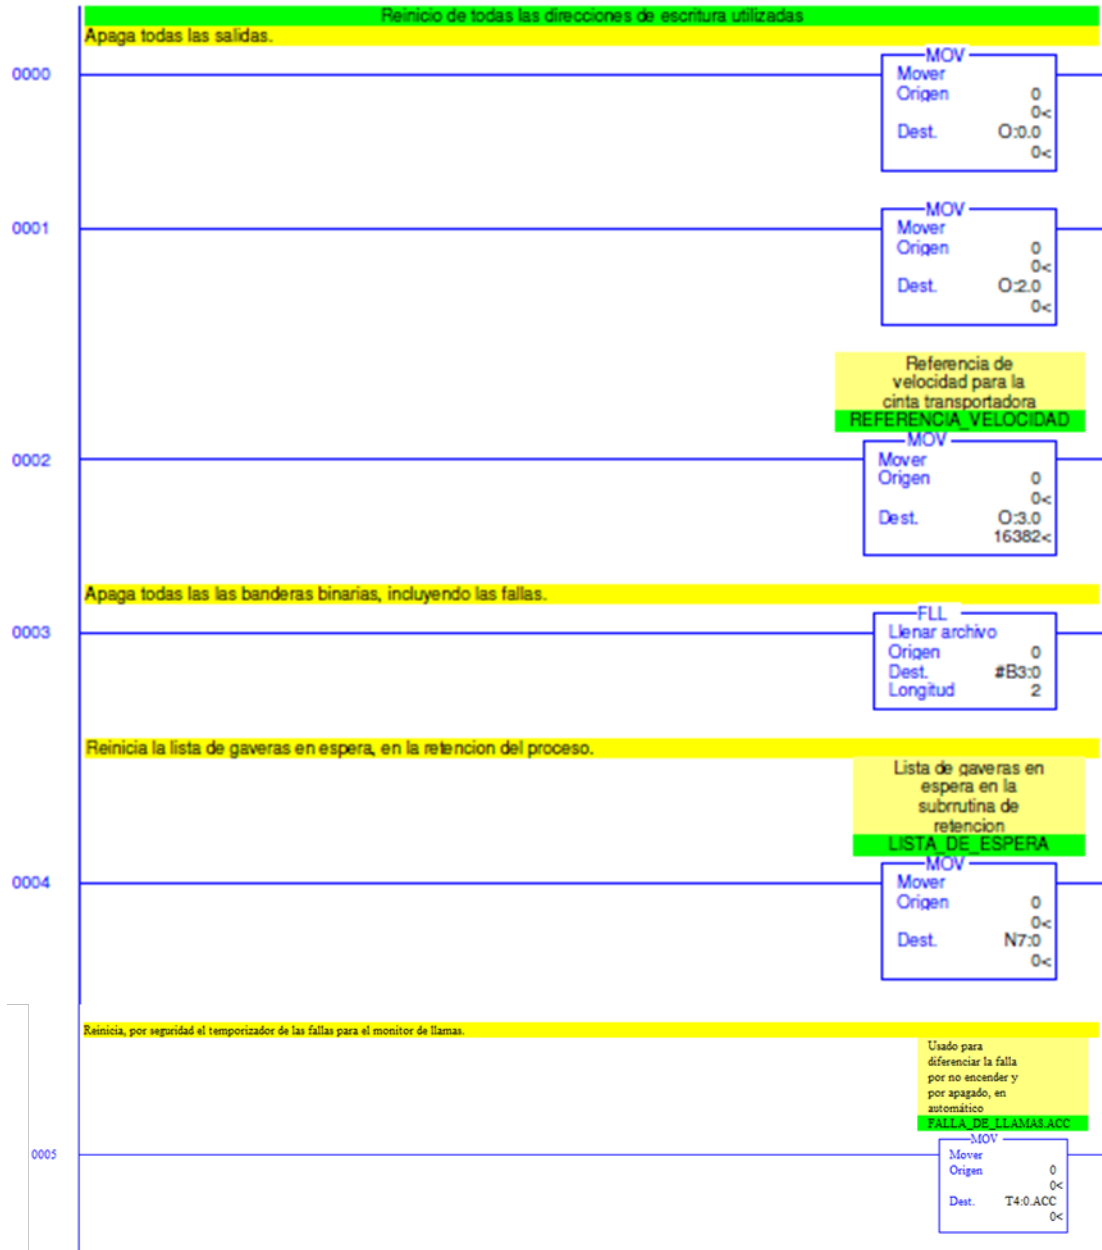 Reinicio de todas las direcciones de escritura utilizadas
Apaga todas las salidas.
0000
MOV
Mover
Origen 0
0<
Dest. O:0.0
0<
0001
MOV
Mover
Origen 0
0<
Dest. O:2.0
0<
Referencia de
velocidad para la
cinta transportadora
REFERENCIA_VELOCIDAD
0002
MOV
Mover
Origen 0
0<
Dest. O:3.0
16382<
Apaga todas las las banderas binarias, incluyendo las fallas.
0003
FLL
Llenar archivo
Origen 0
Dest. #B3:0
Longitud 2
Reinicia la lista de gaveras en espera, en la retencion del proceso.
Lista de gaveras en
espera en la
subrrutina de
retencion
LISTA_DE_ESPERA
0004
MOV
Mover
Origen 0
0<
Dest. N7:0
0<
Reinicia, por seguridad el temporizador de las fallas para el monitor de llamas.
Usado para
diferenciar la falla
por no encender y
por apagado, en
automático
FALLA_DE_LLAMAS.ACC
0005
MOV
Mover
Origen 0
0<
Dest. T4:0.ACC
0<